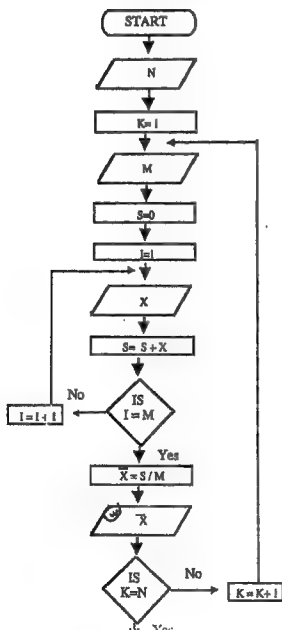 START
N
K=1
M
S=0
I=1
X
S= S+X
IS
I=M
No
I=I+1
Yes
X̅=S/M
X̅
IS
K=N
No
K=K+1
Yes